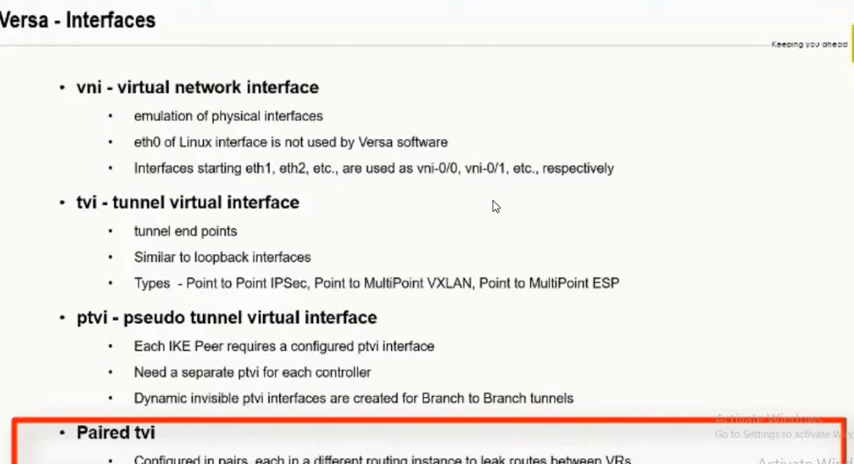 Versa - Interfaces
Keeping you ahead
• vni - virtual network interface
• emulation of physical interfaces
• eth0 of Linux interface is not used by Versa software
• Interfaces starting eth1, eth2, etc., are used as vni-0/0, vni-0/1, etc., respectively
• tvi - tunnel virtual interface
• tunnel end points
• Similar to loopback interfaces
• Types - Point to Point IPSec, Point to MultiPoint VXLAN, Point to MultiPoint ESP
• ptvi - pseudo tunnel virtual interface
• Each IKE Peer requires a configured ptvi interface
• Need a separate ptvi for each controller
• Dynamic invisible ptvi interfaces are created for Branch to Branch tunnels
Activate Windows
Go to Settings to activate Wind
• Paired tvi
• Configured in pairs, each in a different routing instance to leak routes between VRs
Activate Win